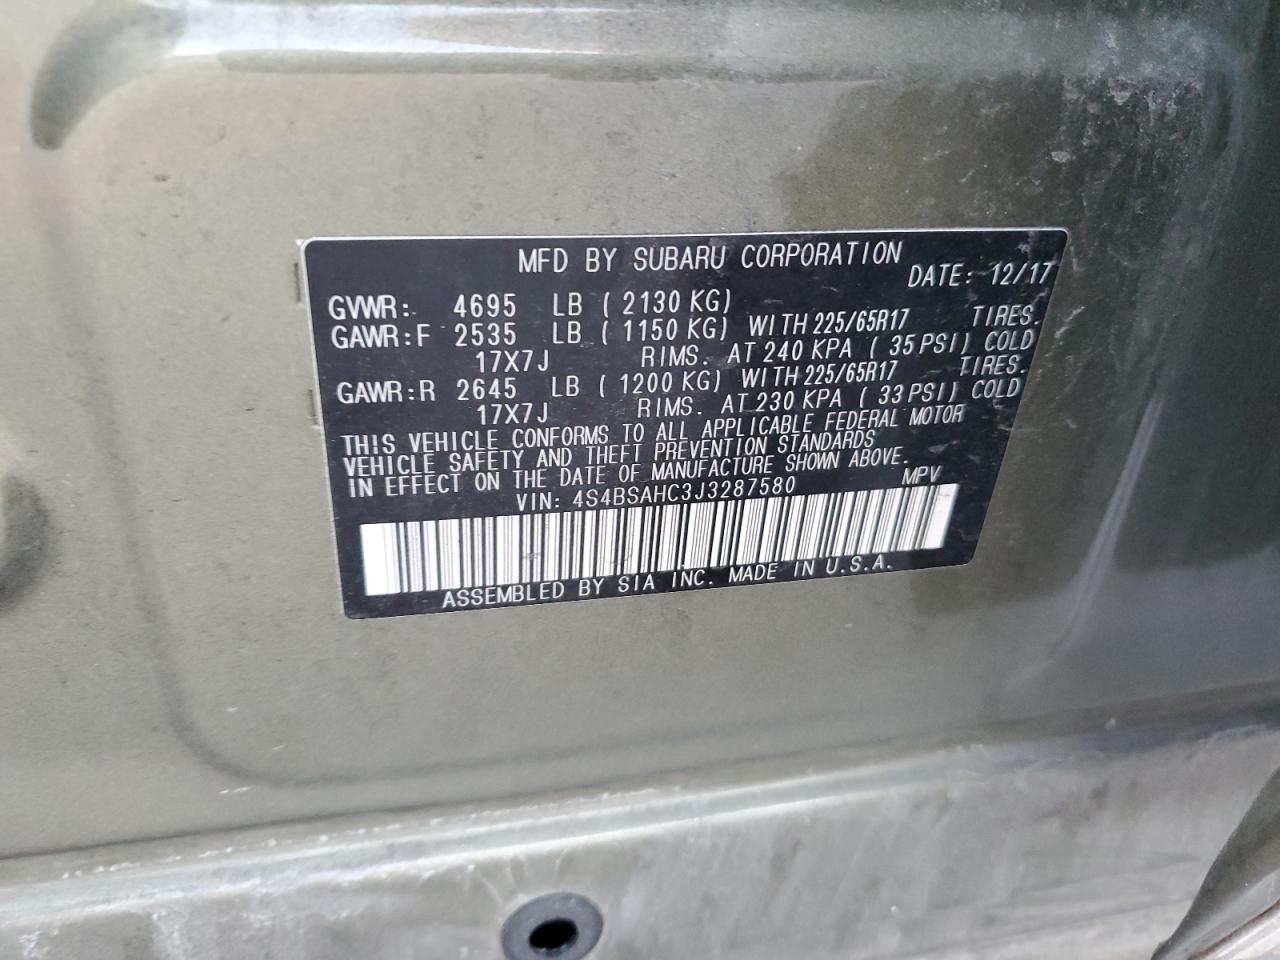 MFD BY SUBARU CORPORATION
DATE: 12/17
GVWR: 4695 LB ( 2130 KG)
GAWR:F 2535 LB ( 1150 KG) WITH 225/65R17 TIRES.
17X7J RIMS. AT 240 KPA ( 35 PSI) COLD
GAWR:R 2645 LB ( 1200 KG) WITH 225/65R17 TIRES.
17X7J RIMS. AT 230 KPA ( 33 PSI) COLD
THIS VEHICLE CONFORMS TO ALL APPLICABLE FEDERAL MOTOR
VEHICLE SAFETY AND THEFT PREVENTION STANDARDS
IN EFFECT ON THE DATE OF MANUFACTURE SHOWN ABOVE.
VIN: 4S4BSAHC3J3287580 MPV
ASSEMBLED BY SIA INC. MADE IN U.S.A.